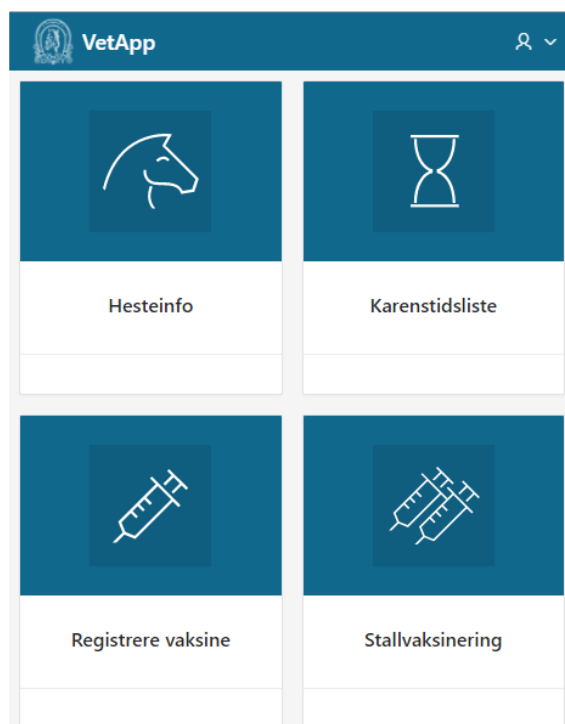 VetApp
Hesteinfo
Karenstidsliste
Registrere vaksine
Stallvaksinering